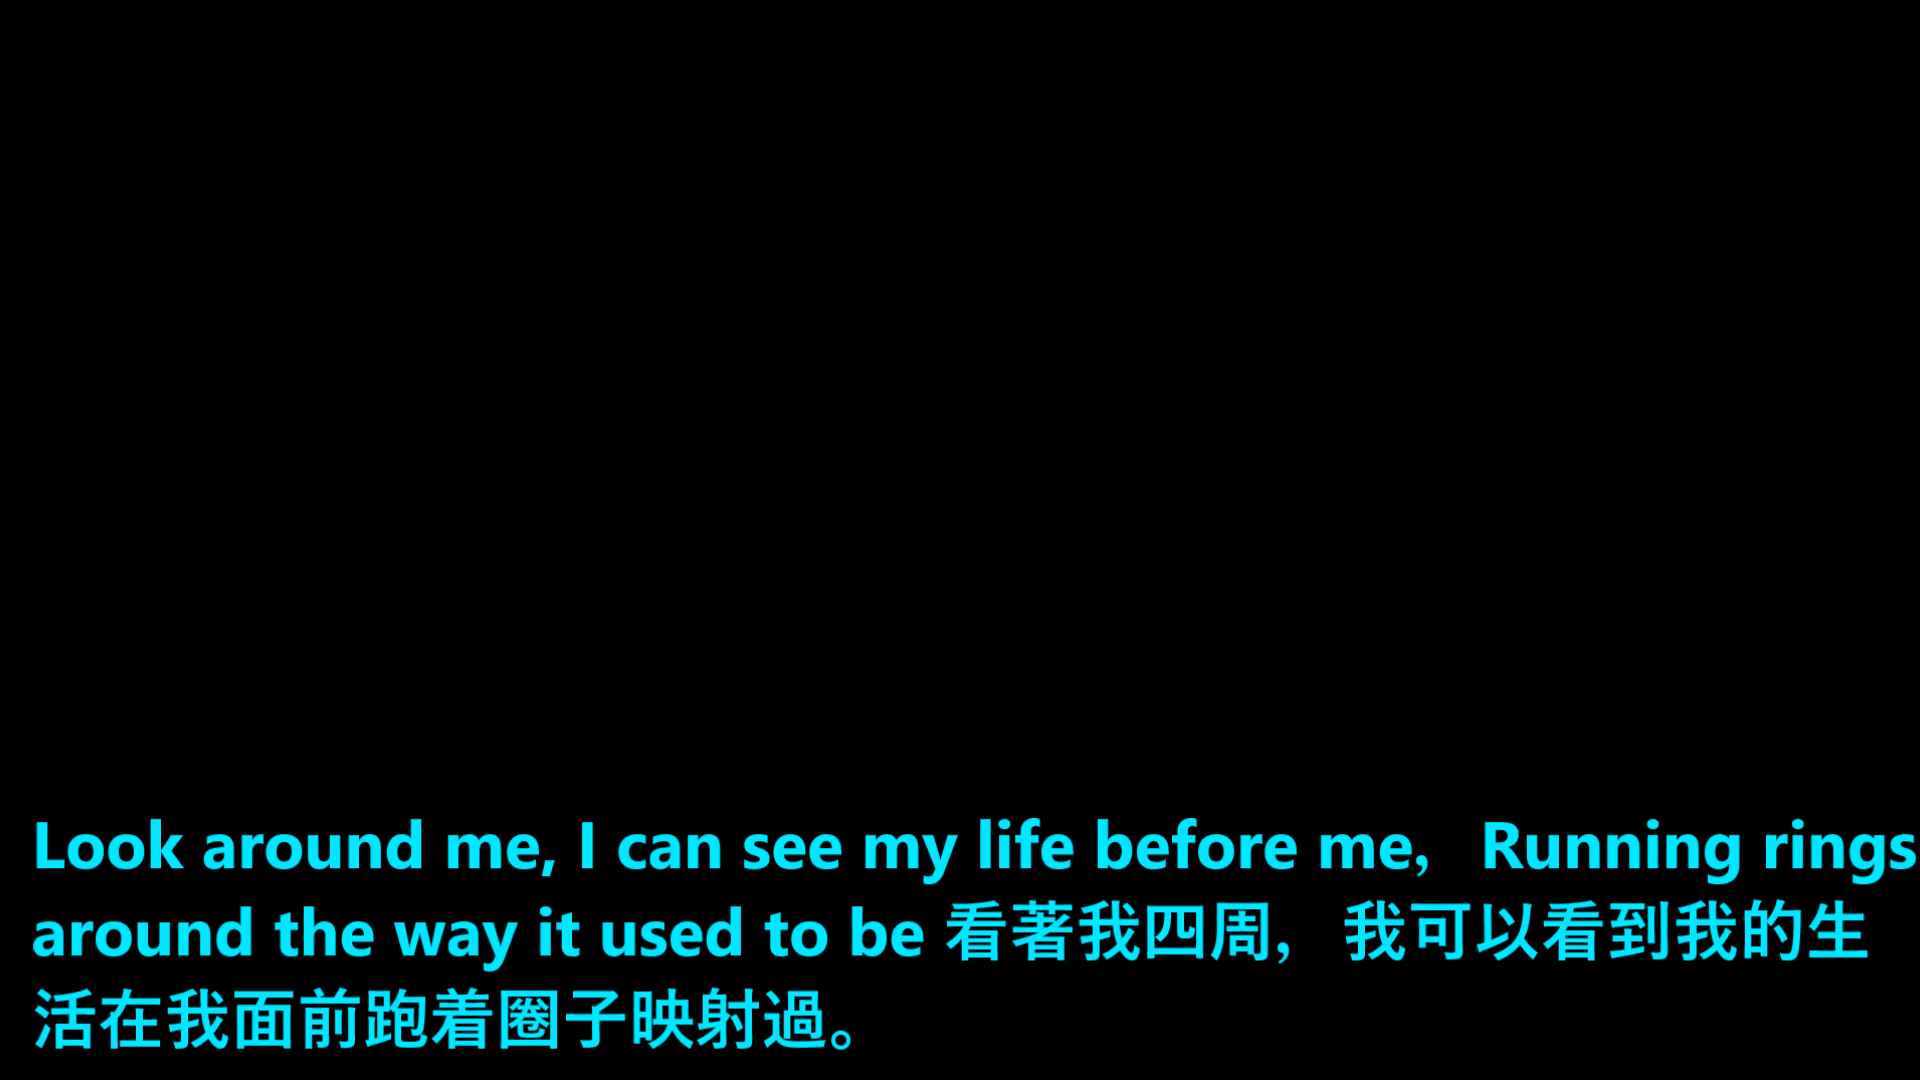 Look around me, I can see my life before me， Running rings
around the way it used to be 看著我四周， 我可以看到我的生
活在我面前跑着圈子映射過。